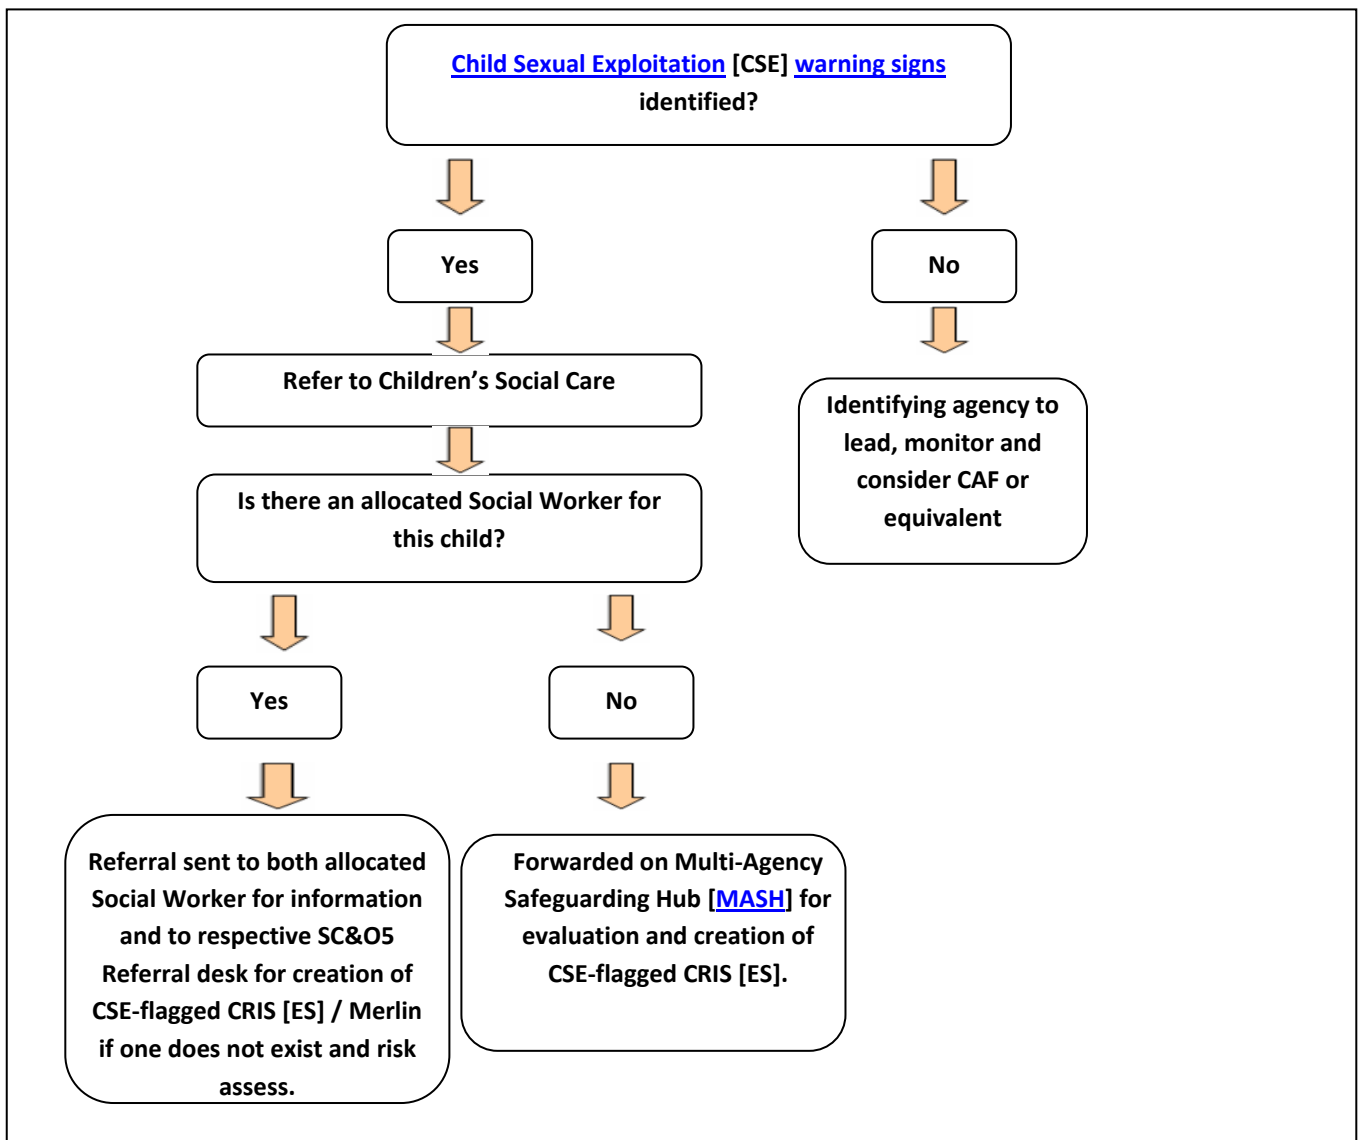 Child Sexual Exploitation [CSE] warning signs
identified?
Yes
No
Refer to Children’s Social Care
Identifying agency to
lead, monitor and
consider CAF or
equivalent
Is there an allocated Social Worker for
this child?
Yes
No
Referral sent to both allocated
Social Worker for information
and to respective SC&O5
Referral desk for creation of
CSE-flagged CRIS [ES] / Merlin
if one does not exist and risk
assess.
Forwarded on Multi-Agency
Safeguarding Hub [MASH] for
evaluation and creation of
CSE-flagged CRIS [ES].